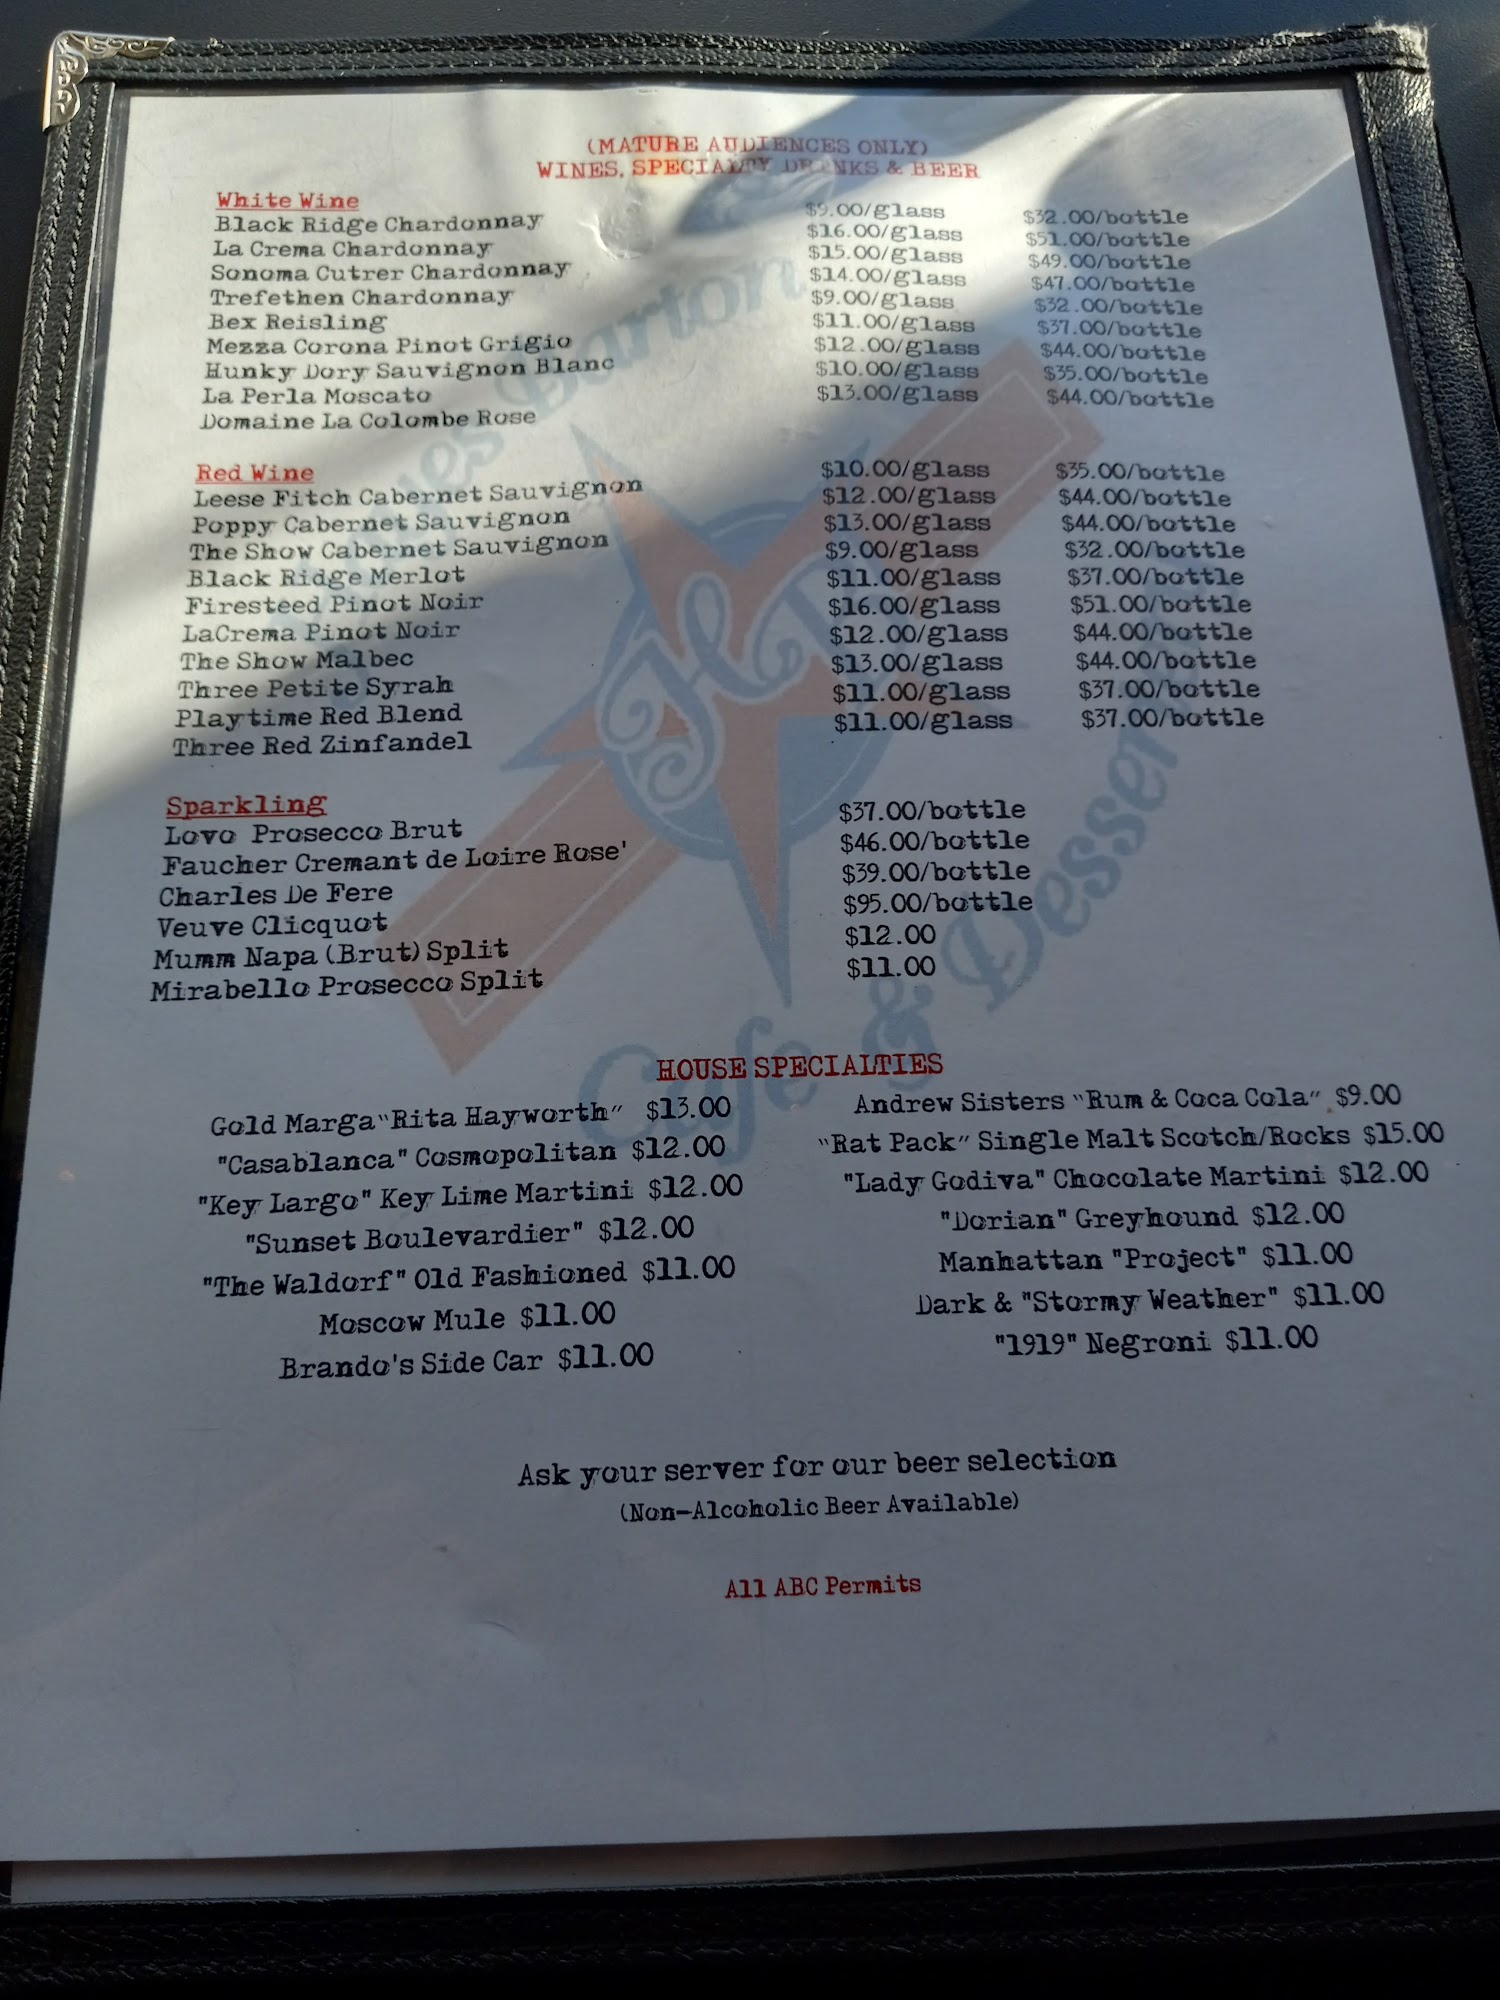 (MATURE AUDIENCES ONLY)
WINES, SPECIALTY DRINKS & BEER
White Wine
Black Ridge Chardonnay $9.00/glass $32.00/bottle
La Crema Chardonnay $16.00/glass $51.00/bottle
Sonoma Cutrer Chardonnay $15.00/glass $49.00/bottle
Trefethen Chardonnay $14.00/glass $47.00/bottle
Bex Reisling $9.00/glass $32.00/bottle
Mezza Corona Pinot Grigio $11.00/glass $37.00/bottle
Hunky Dory Sauvignon Blanc $12.00/glass $44.00/bottle
La Perla Moscato $10.00/glass $35.00/bottle
Domaine La Colombe Rose $13.00/glass $44.00/bottle
Red Wine
Leese Fitch Cabernet Sauvignon $10.00/glass $35.00/bottle
Poppy Cabernet Sauvignon $12.00/glass $44.00/bottle
The Show Cabernet Sauvignon $13.00/glass $44.00/bottle
Black Ridge Merlot $9.00/glass $32.00/bottle
Firesteed Pinot Noir $11.00/glass $37.00/bottle
LaCrema Pinot Noir $16.00/glass $51.00/bottle
The Show Malbec $12.00/glass $44.00/bottle
Three Petite Syrah $13.00/glass $44.00/bottle
Playtime Red Blend $11.00/glass $37.00/bottle
Three Red Zinfandel $11.00/glass $37.00/bottle
Sparkling
Lovo Prosecco Brut $37.00/bottle
Faucher Cremant de Loire Rose' $46.00/bottle
Charles De Fere $39.00/bottle
Veuve Clicquot $95.00/bottle
Mumm Napa (Brut) Split $12.00
Mirabello Prosecco Split $11.00
HOUSE SPECIALTIES
Gold Marga "Rita Hayworth" $13.00
"Casablanca" Cosmopolitan $12.00
"Key Largo" Key Lime Martini $12.00
"Sunset Boulevardier" $12.00
"The Waldorf" Old Fashioned $11.00
Moscow Mule $11.00
Brando's Side Car $11.00
Andrew Sisters "Rum & Coca Cola" $9.00
"Rat Pack" Single Malt Scotch/Rocks $15.00
"Lady Godiva" Chocolate Martini $12.00
"Dorian" Greyhound $12.00
Manhattan "Project" $11.00
Dark & "Stormy Weather" $11.00
"1919" Negroni $11.00
Ask your server for our beer selection
(Non-Alcoholic Beer Available)
All ABC Permits
Barton
Cafe & Dessert